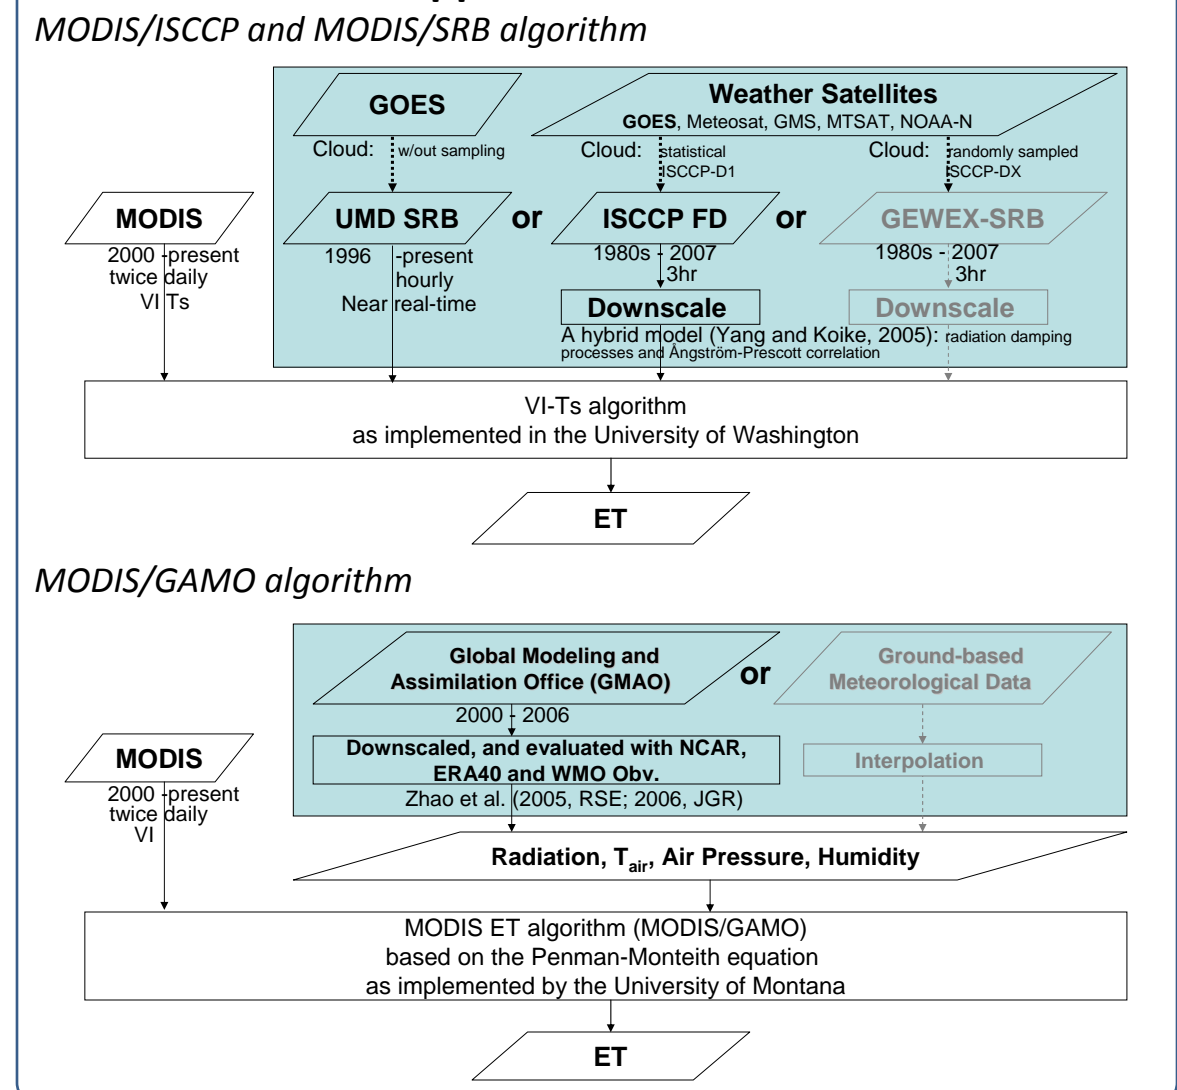 MODIS/ISCCP and MODIS/SRB algorithm
GOES
Weather Satellites
GOES, Meteosat, GMS, MTSAT, NOAA-N
Cloud: w/out sampling
Cloud: statistical
ISCCP-D1
Cloud: randomly sampled
ISCCP-DX
MODIS
UMD SRB
or
ISCCP FD
or
GEWEX-SRB
2000 -present
twice daily
VI Ts
1996 -present
hourly
Near real-time
1980s - 2007
3hr
1980s - 2007
3hr
Downscale
Downscale
A hybrid model (Yang and Koike, 2005): radiation damping
processes and Ångström-Prescott correlation
VI-Ts algorithm
as implemented in the University of Washington
ET
MODIS/GAMO algorithm
Global Modeling and
Assimilation Office (GMAO)
or
Ground-based
Meteorological Data
2000 - 2006
MODIS
Downscaled, and evaluated with NCAR,
ERA40 and WMO Obv.
Interpolation
2000 -present
twice daily
VI
Zhao et al. (2005, RSE; 2006, JGR)
Radiation, Tair, Air Pressure, Humidity
MODIS ET algorithm (MODIS/GAMO)
based on the Penman-Monteith equation
as implemented by the University of Montana
ET